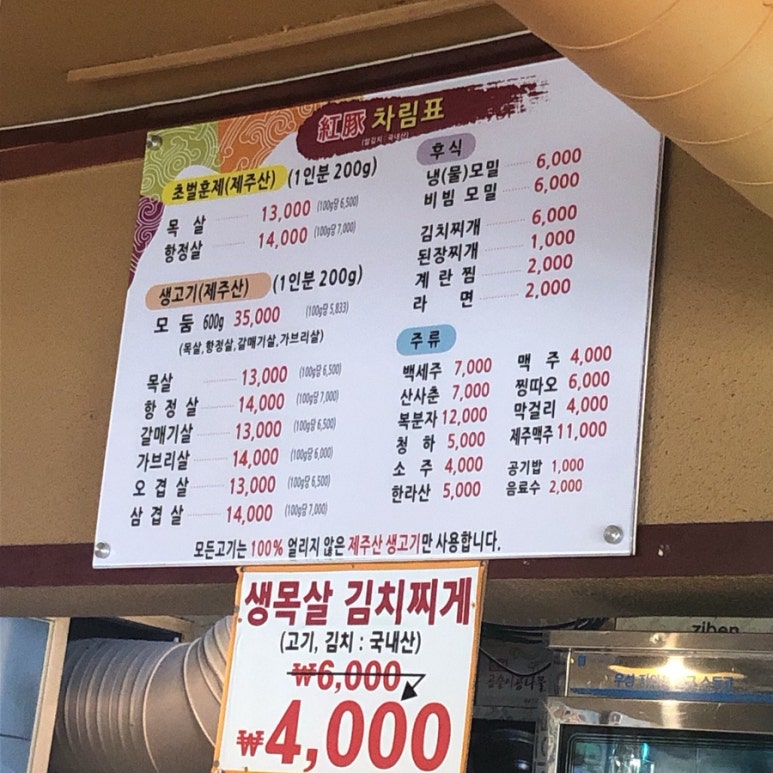 紅豚 차림표
(쌀김치 : 국내산)
초벌훈제(제주산) (1인분 200g)
목 살 13,000 (100g당 6,500)
항정살 14,000 (100g당 7,000)
생고기(제주산) (1인분 200g)
모 둠 600g 35,000 (100g당 5,833)
(목살,항정살,갈매기살,가브리살)
목살 13,000 (100g당 6,500)
항 정 살 14,000 (100g당 7,000)
갈매기살 13,000 (100g당 6,500)
가브리살 14,000 (100g당 6,000)
오 겹 살 13,000 (100g당 6,500)
삼 겹 살 14,000 (100g당 7,000)
후식
냉(물)모밀 6,000
비빔 모밀 6,000
김치찌개 6,000
된장찌개 1,000
계 란 찜 2,000
라 면 2,000
주류
백세주 7,000
산사춘 7,000
복분자 12,000
청 하 5,000
소 주 4,000
한라산 5,000
맥 주 4,000
찡따오 6,000
막걸리 4,000
제주맥주 11,000
공기밥 1,000
음료수 2,000
모든고기는 100% 얼리지 않은 제주산 생고기만 사용합니다.
생목살 김치찌게
(고기, 김치 : 국내산)
₩6,000
₩4,000
ziben